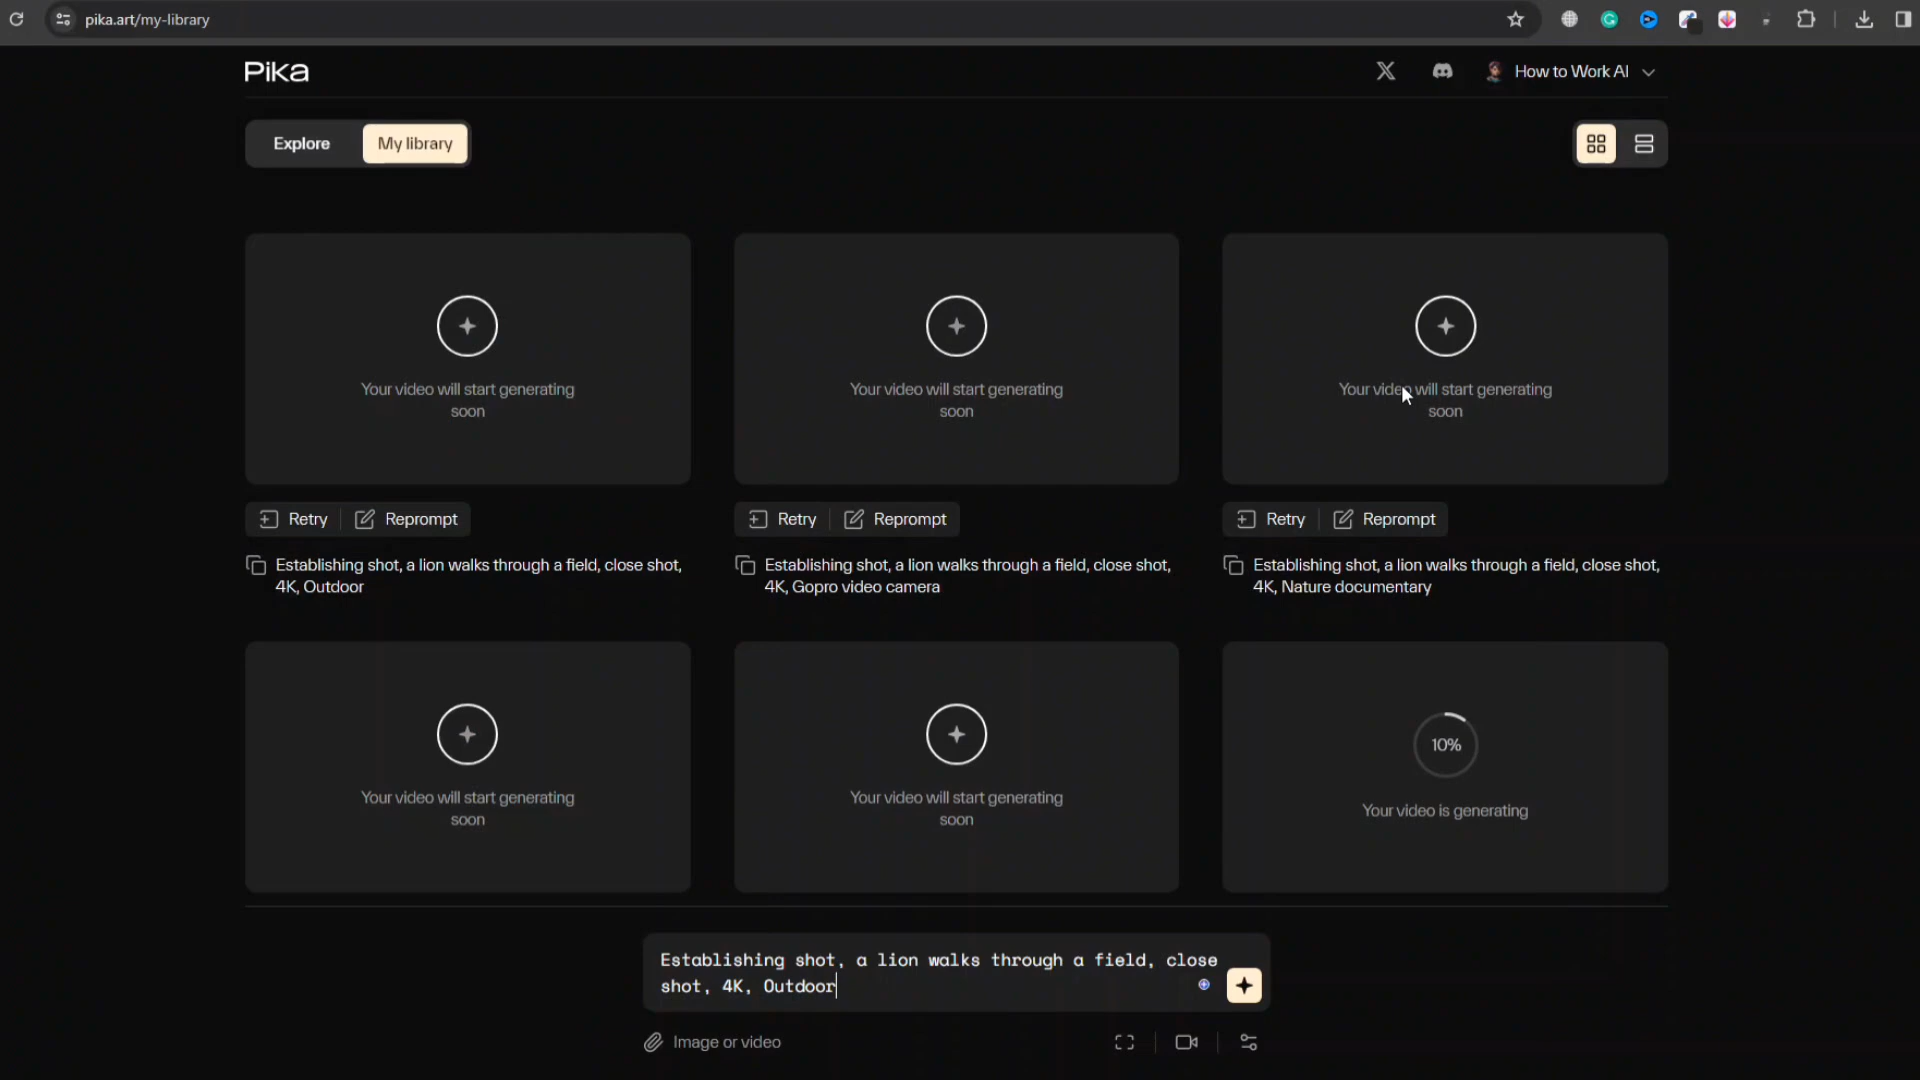 pika.art/my-library
Pika
How to Work AI
Explore
My library
Your video will start generating
soon
Your video will start generating
soon
Your video will start generating
soon
Retry
Reprompt
Retry
Reprompt
Retry
Reprompt
Establishing shot, a lion walks through a field, close shot,
4K, Outdoor
Establishing shot, a lion walks through a field, close shot,
4K, Gopro video camera
Establishing shot, a lion walks through a field, close shot,
4K, Nature documentary
Your video will start generating
soon
Your video will start generating
soon
10%
Your video is generating
Establishing shot, a lion walks through a field, close
shot, 4K, Outdoor
Image or video